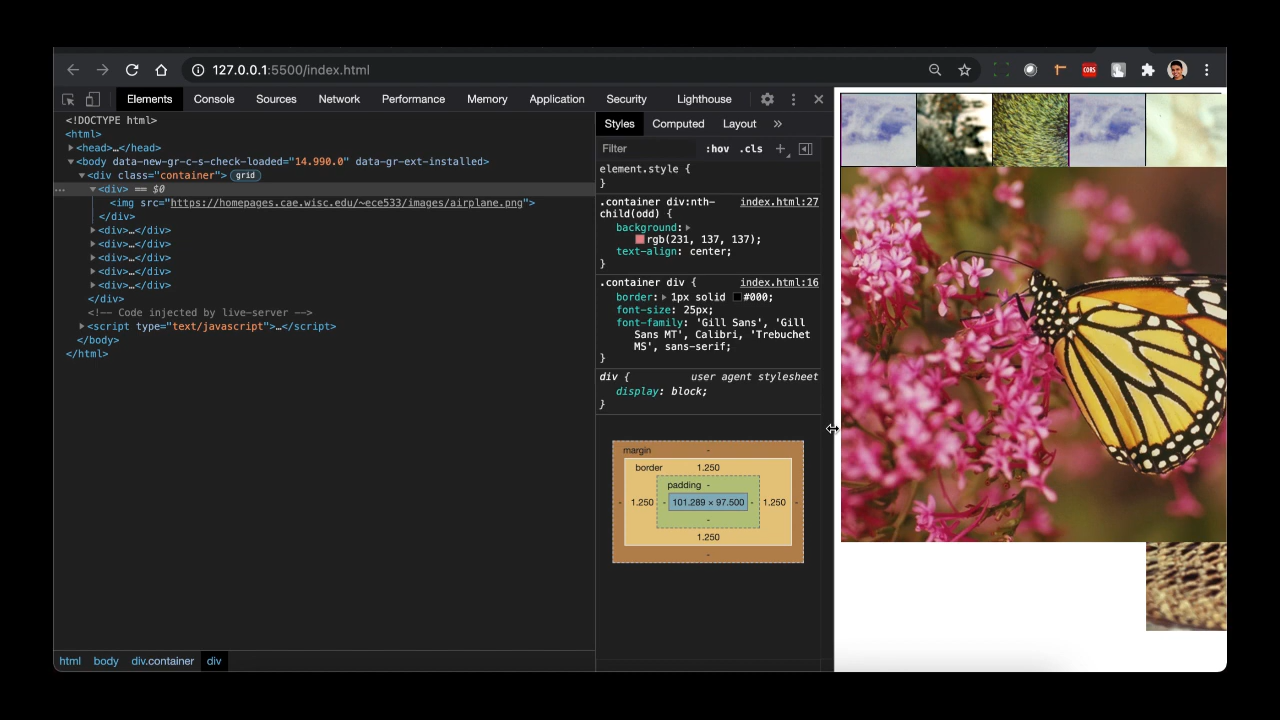 127.0.0.1:5500/index.html
CORS
Elements Console Sources Network Performance Memory Application Security Lighthouse
<!DOCTYPE html>
<html>
<head>…</head>
<body data-new-gr-c-s-check-loaded="14.990.0" data-gr-ext-installed>
<div class="container"> grid
… <div> == $0
<img src="https://homepages.cae.wisc.edu/~ece533/images/airplane.png">
</div>
<div>…</div>
<div>…</div>
<div>…</div>
<div>…</div>
<div>…</div>
</div>
<!-- Code injected by live-server -->
<script type="text/javascript">…</script>
</body>
</html>
html body div.container div
Styles Computed Layout »
Filter :hov .cls +
element.style {
}
.container div:nth- index.html:27
child(odd) {
background:
rgb(231, 137, 137);
text-align: center;
}
.container div { index.html:16
border: 1px solid #000;
font-size: 25px;
font-family: 'Gill Sans', 'Gill
Sans MT', Calibri, 'Trebuchet
MS', sans-serif;
}
div { user agent stylesheet
display: block;
}
margin -
border 1.250
padding -
- 1.250 - 101.289 × 97.500 - 1.250 -
-
1.250
-